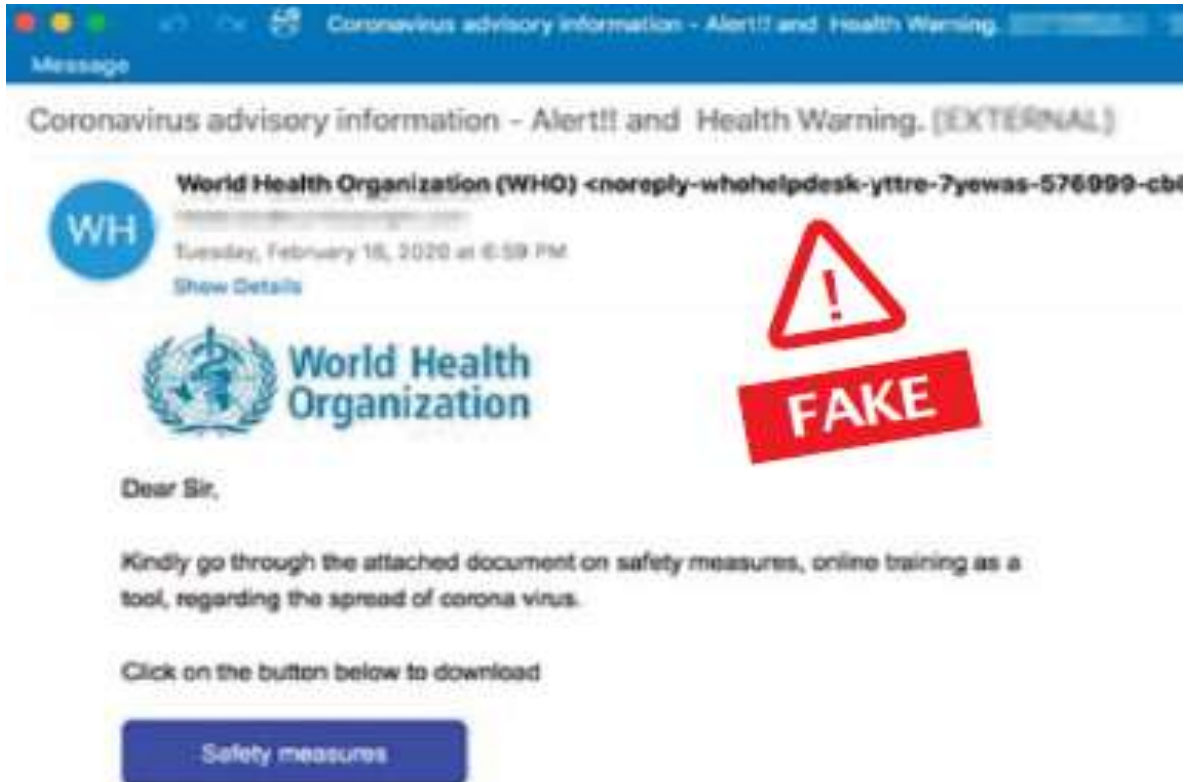 Coronavirus advisory information - Alert!! and Health Warning.
Message
Coronavirus advisory information - Alert!! and Health Warning. [EXTERNAL]
World Health Organization (WHO) <noreply-whohelpdesk-yttre-7yewas-576999-cb
WH
Tuesday, February 18, 2020 at 6:59 PM
Show Details
!
World Health
Organization
FAKE
Dear Sir,
Kindly go through the attached document on safety measures, online training as a
tool, regarding the spread of corona virus.
Click on the button below to download
Safety measures